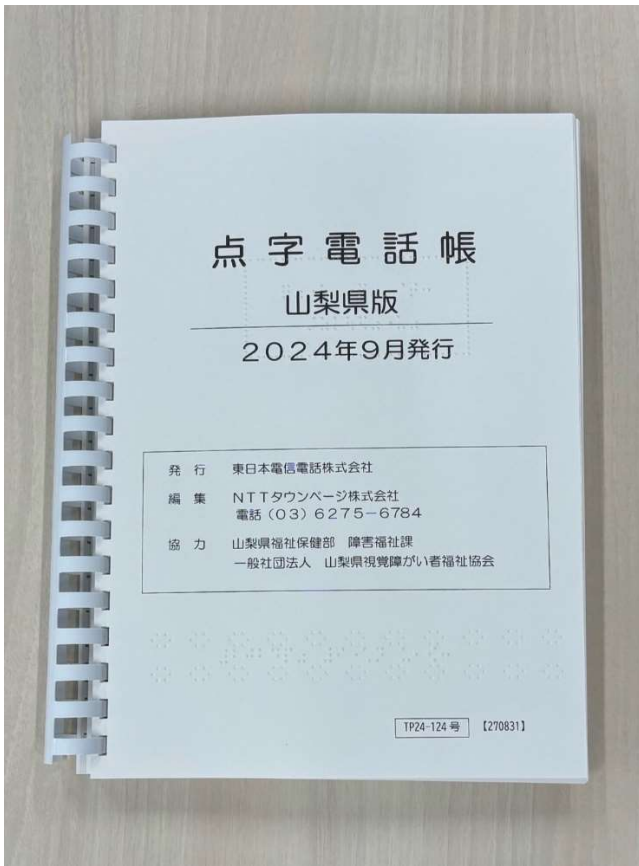 点字電話帳
山梨県版
2024年9月発行
発行 東日本電信電話株式会社
編集 NTTタウンページ株式会社
電話(03)6275-6784
協力 山梨県福祉保健部 障害福祉課
一般社団法人 山梨県視覚障がい者福祉協会
TP24-124号 【270831】